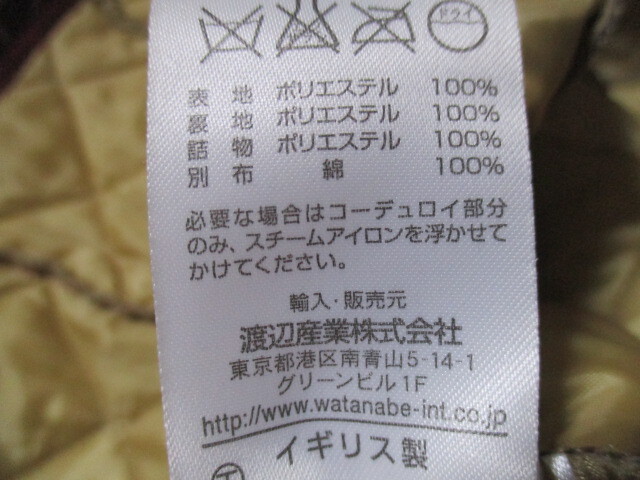 ドライ
表地 ポリエステル 100%
裏地 ポリエステル 100%
詰物 ポリエステル 100%
別布 綿 100%
必要な場合はコーデュロイ部分
のみ、スチームアイロンを浮かせて
かけてください。
輸入・販売元
渡辺産業株式会社
東京都港区南青山5-14-1
グリーンビル1F
http://www.watanabe-int.co.jp
イギリス製